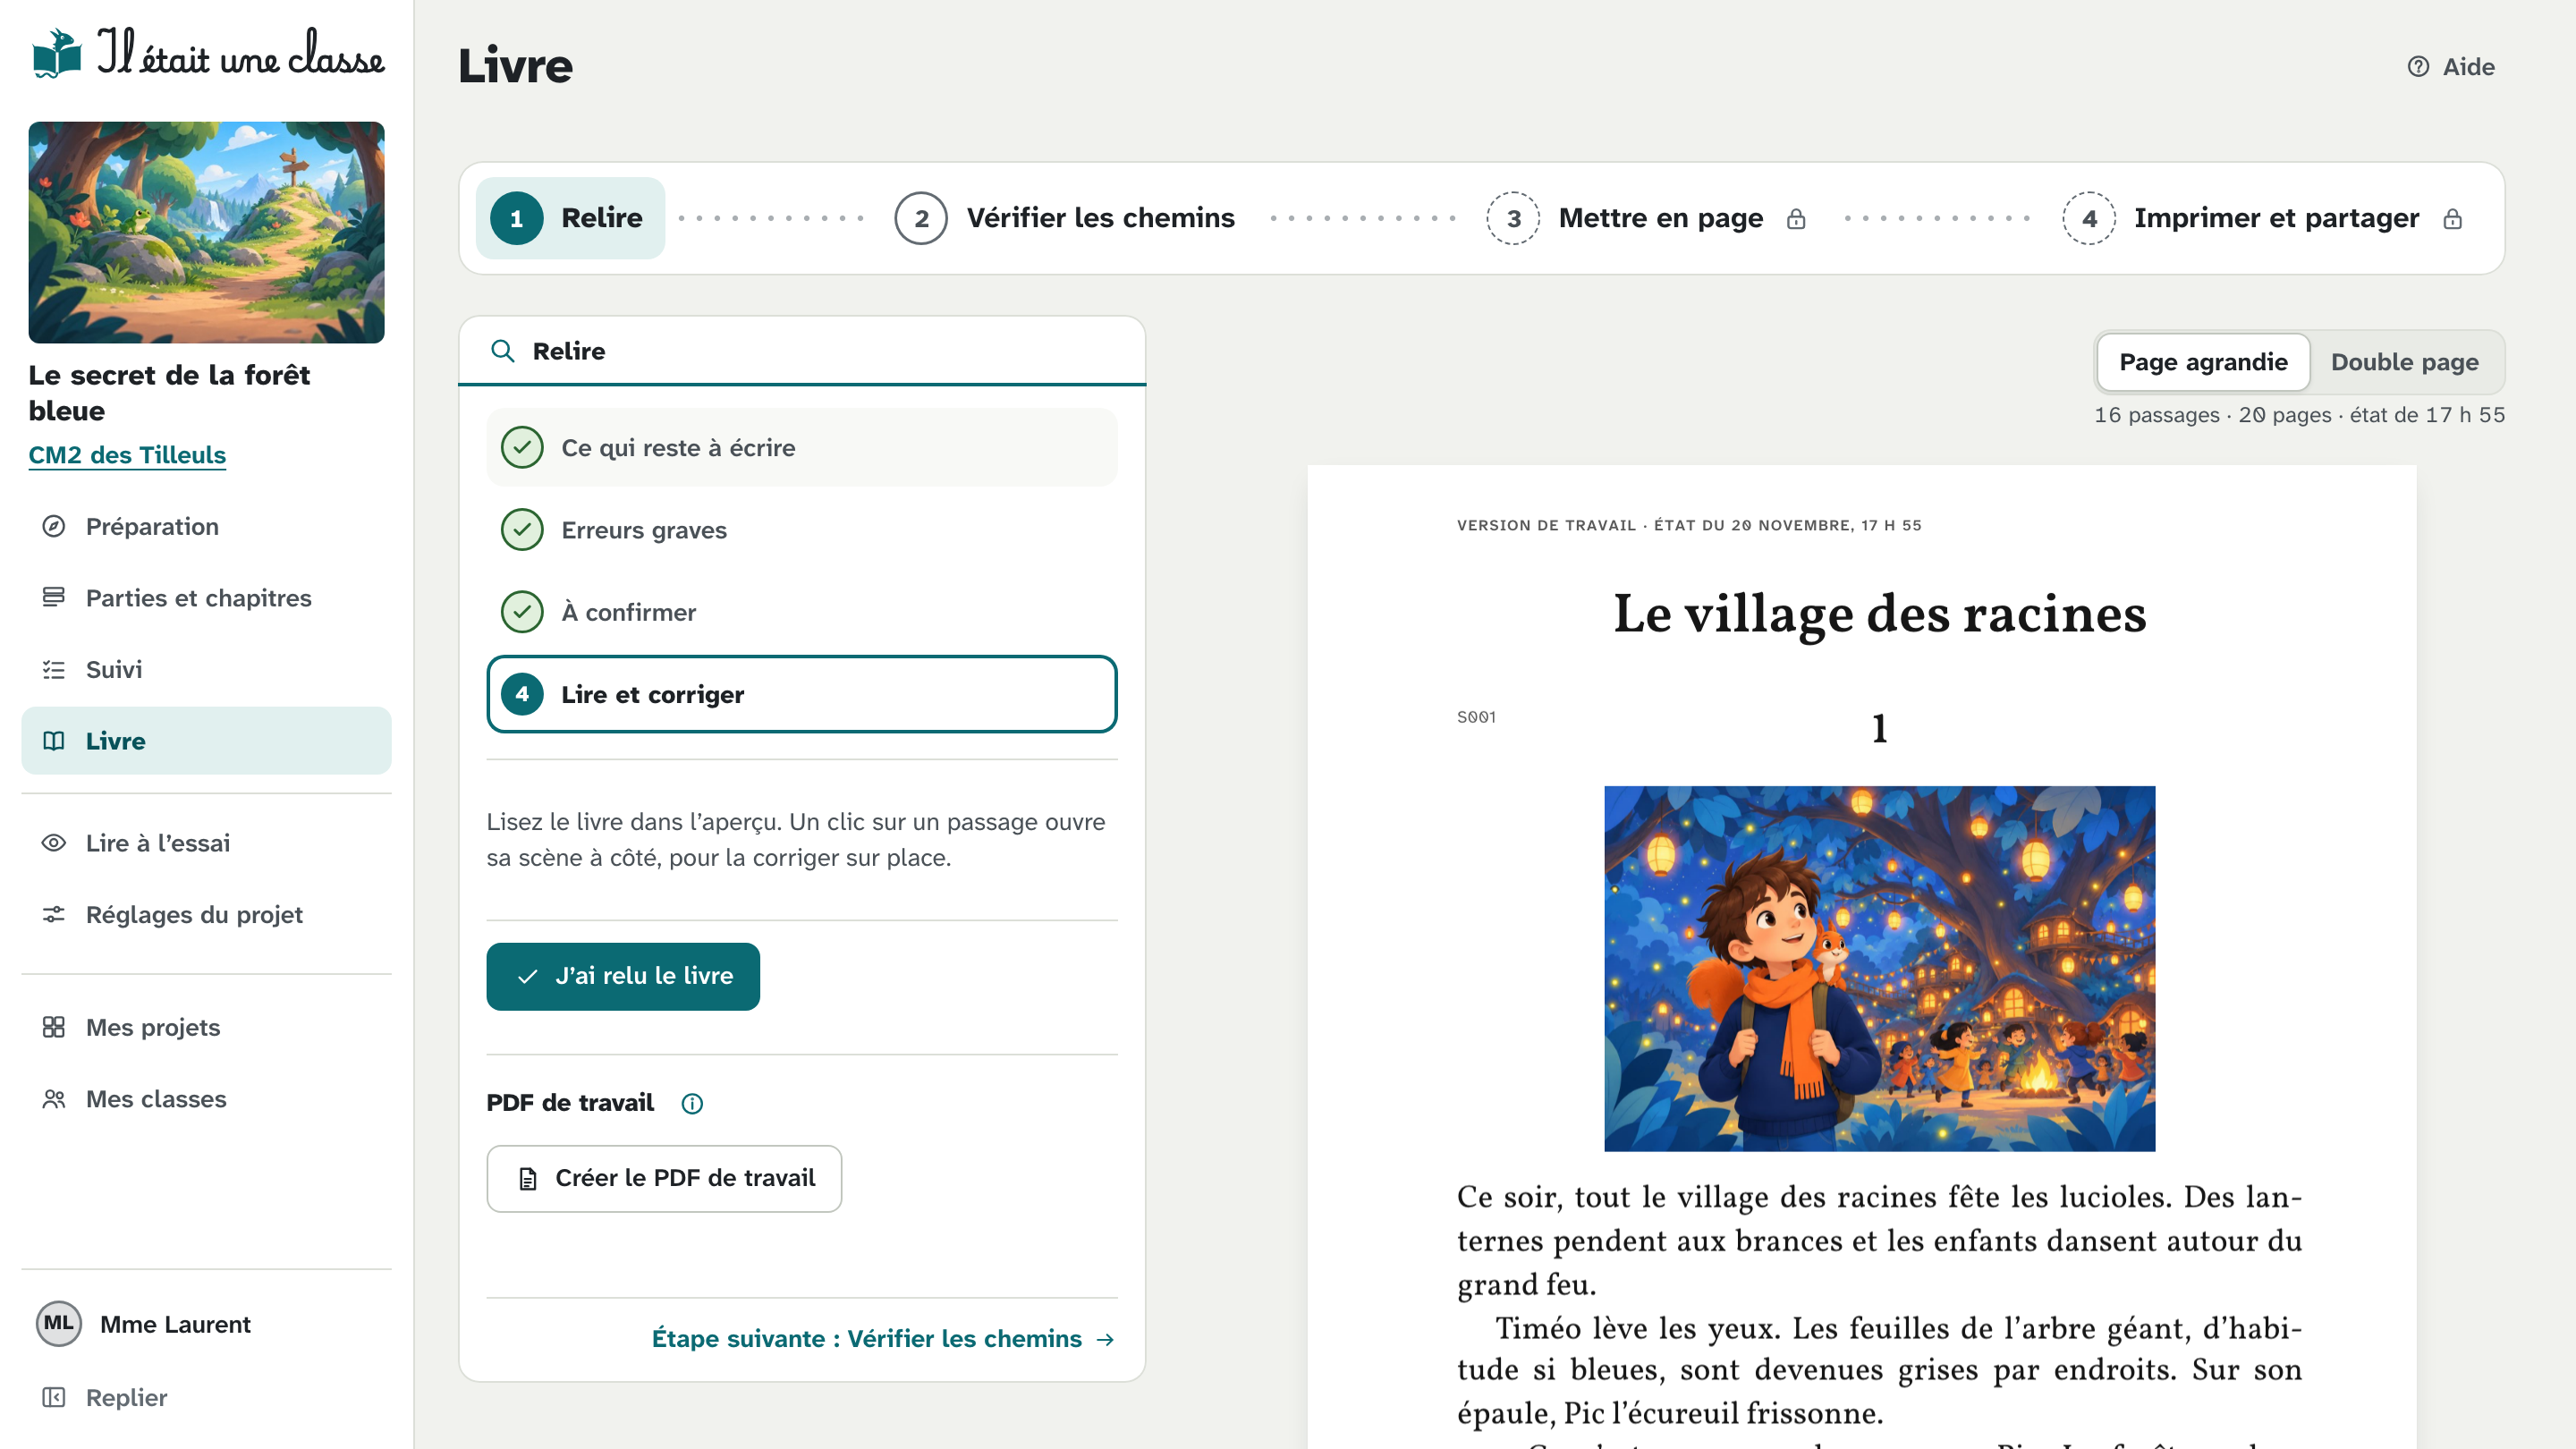 Il était une classe
Le secret de la forêt
bleue
CM2 des Tilleuls
Préparation
Parties et chapitres
Suivi
Livre
Lire à l’essai
Réglages du projet
Mes projets
Mes classes
ML Mme Laurent
Replier
Livre
Aide
1 Relire
2 Vérifier les chemins
3 Mettre en page
4 Imprimer et partager
Relire
Ce qui reste à écrire
Erreurs graves
À confirmer
4 Lire et corriger
Lisez le livre dans l’aperçu. Un clic sur un passage ouvre
sa scène à côté, pour la corriger sur place.
J’ai relu le livre
PDF de travail
Créer le PDF de travail
Étape suivante : Vérifier les chemins →
Page agrandie
Double page
16 passages · 20 pages · état de 17 h 55
VERSION DE TRAVAIL · ÉTAT DU 20 NOVEMBRE, 17 H 55
Le village des racines
S001
1
Ce soir, tout le village des racines fête les lucioles. Des lan-
ternes pendent aux brances et les enfants dansent autour du
grand feu.
Timéo lève les yeux. Les feuilles de l’arbre géant, d’habi-
tude si bleues, sont devenues grises par endroits. Sur son
épaule, Pic l’écureuil frissonne.